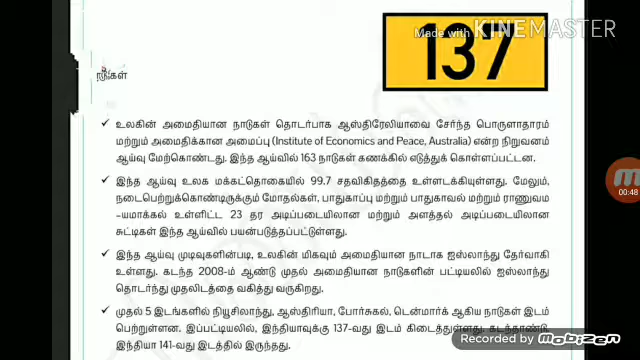 Made with KINEMASTER
137
✓ உலகின் அமைதியான நாடுகள் தொடர்பாக ஆஸ்திரேலியாவை சேர்ந்த பொருளாதாரம்
மற்றும் அமைதிக்கான அமைப்பு (Institute of Economics and Peace, Australia) என்ற நிறுவனம்
ஆய்வு மேற்கொண்டது. இந்த ஆய்வில் 163 நாடுகள் கணக்கில் எடுத்துக் கொள்ளப்பட்டன.
✓ இந்த ஆய்வு உலக மக்கட்தொகையில் 99.7 சதவிகிதத்தை உள்ளடக்கியுள்ளது. மேலும்,
நடைபெற்றுக்கொண்டிருக்கும் மோதல்கள், பாதுகாப்பு மற்றும் பாதுகாவல் மற்றும் ராணுவம
-யமாக்கல் உள்ளிட்ட 23 தர அடிப்படையிலான மற்றும் அளத்தல் அடிப்படையிலான
சுட்டிகள் இந்த ஆய்வில் பயன்படுத்தப்பட்டுள்ளது.
00:48
✓ இந்த ஆய்வு முடிவுகளின்படி, உலகின் மிகவும் அமைதியான நாடாக ஐஸ்லாந்து தேர்வாகி
உள்ளது. கடந்த 2008-ம் ஆண்டு முதல் அமைதியான நாடுகளின் பட்டியலில் ஐஸ்லாந்து
தொடர்ந்து முதலிடத்தை வகித்து வருகிறது.
✓ முதல் 5 இடங்களில் நியூசிலாந்து, ஆஸ்திரியா, போர்சுகல், டென்மார்க் ஆகிய நாடுகள் இடம்
பெற்றுள்ளன. இப்பட்டியலில், இந்தியாவுக்கு 137-வது இடம் கிடைத்துள்ளது. கடந்தாண்டு
இந்தியா 141-வது இடத்தில் இருந்தது.
Recorded by mobizen